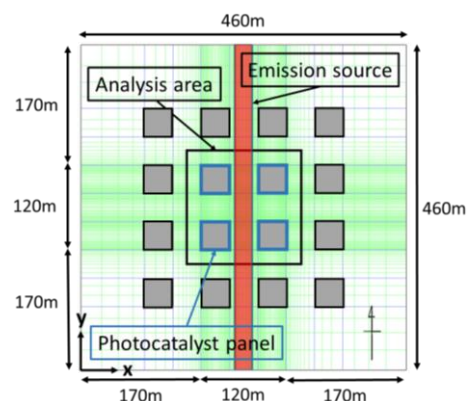 460m
Analysis area
Emission source
170m
120m
460m
170m
Photocatalyst panel
y
x
170m
120m
170m